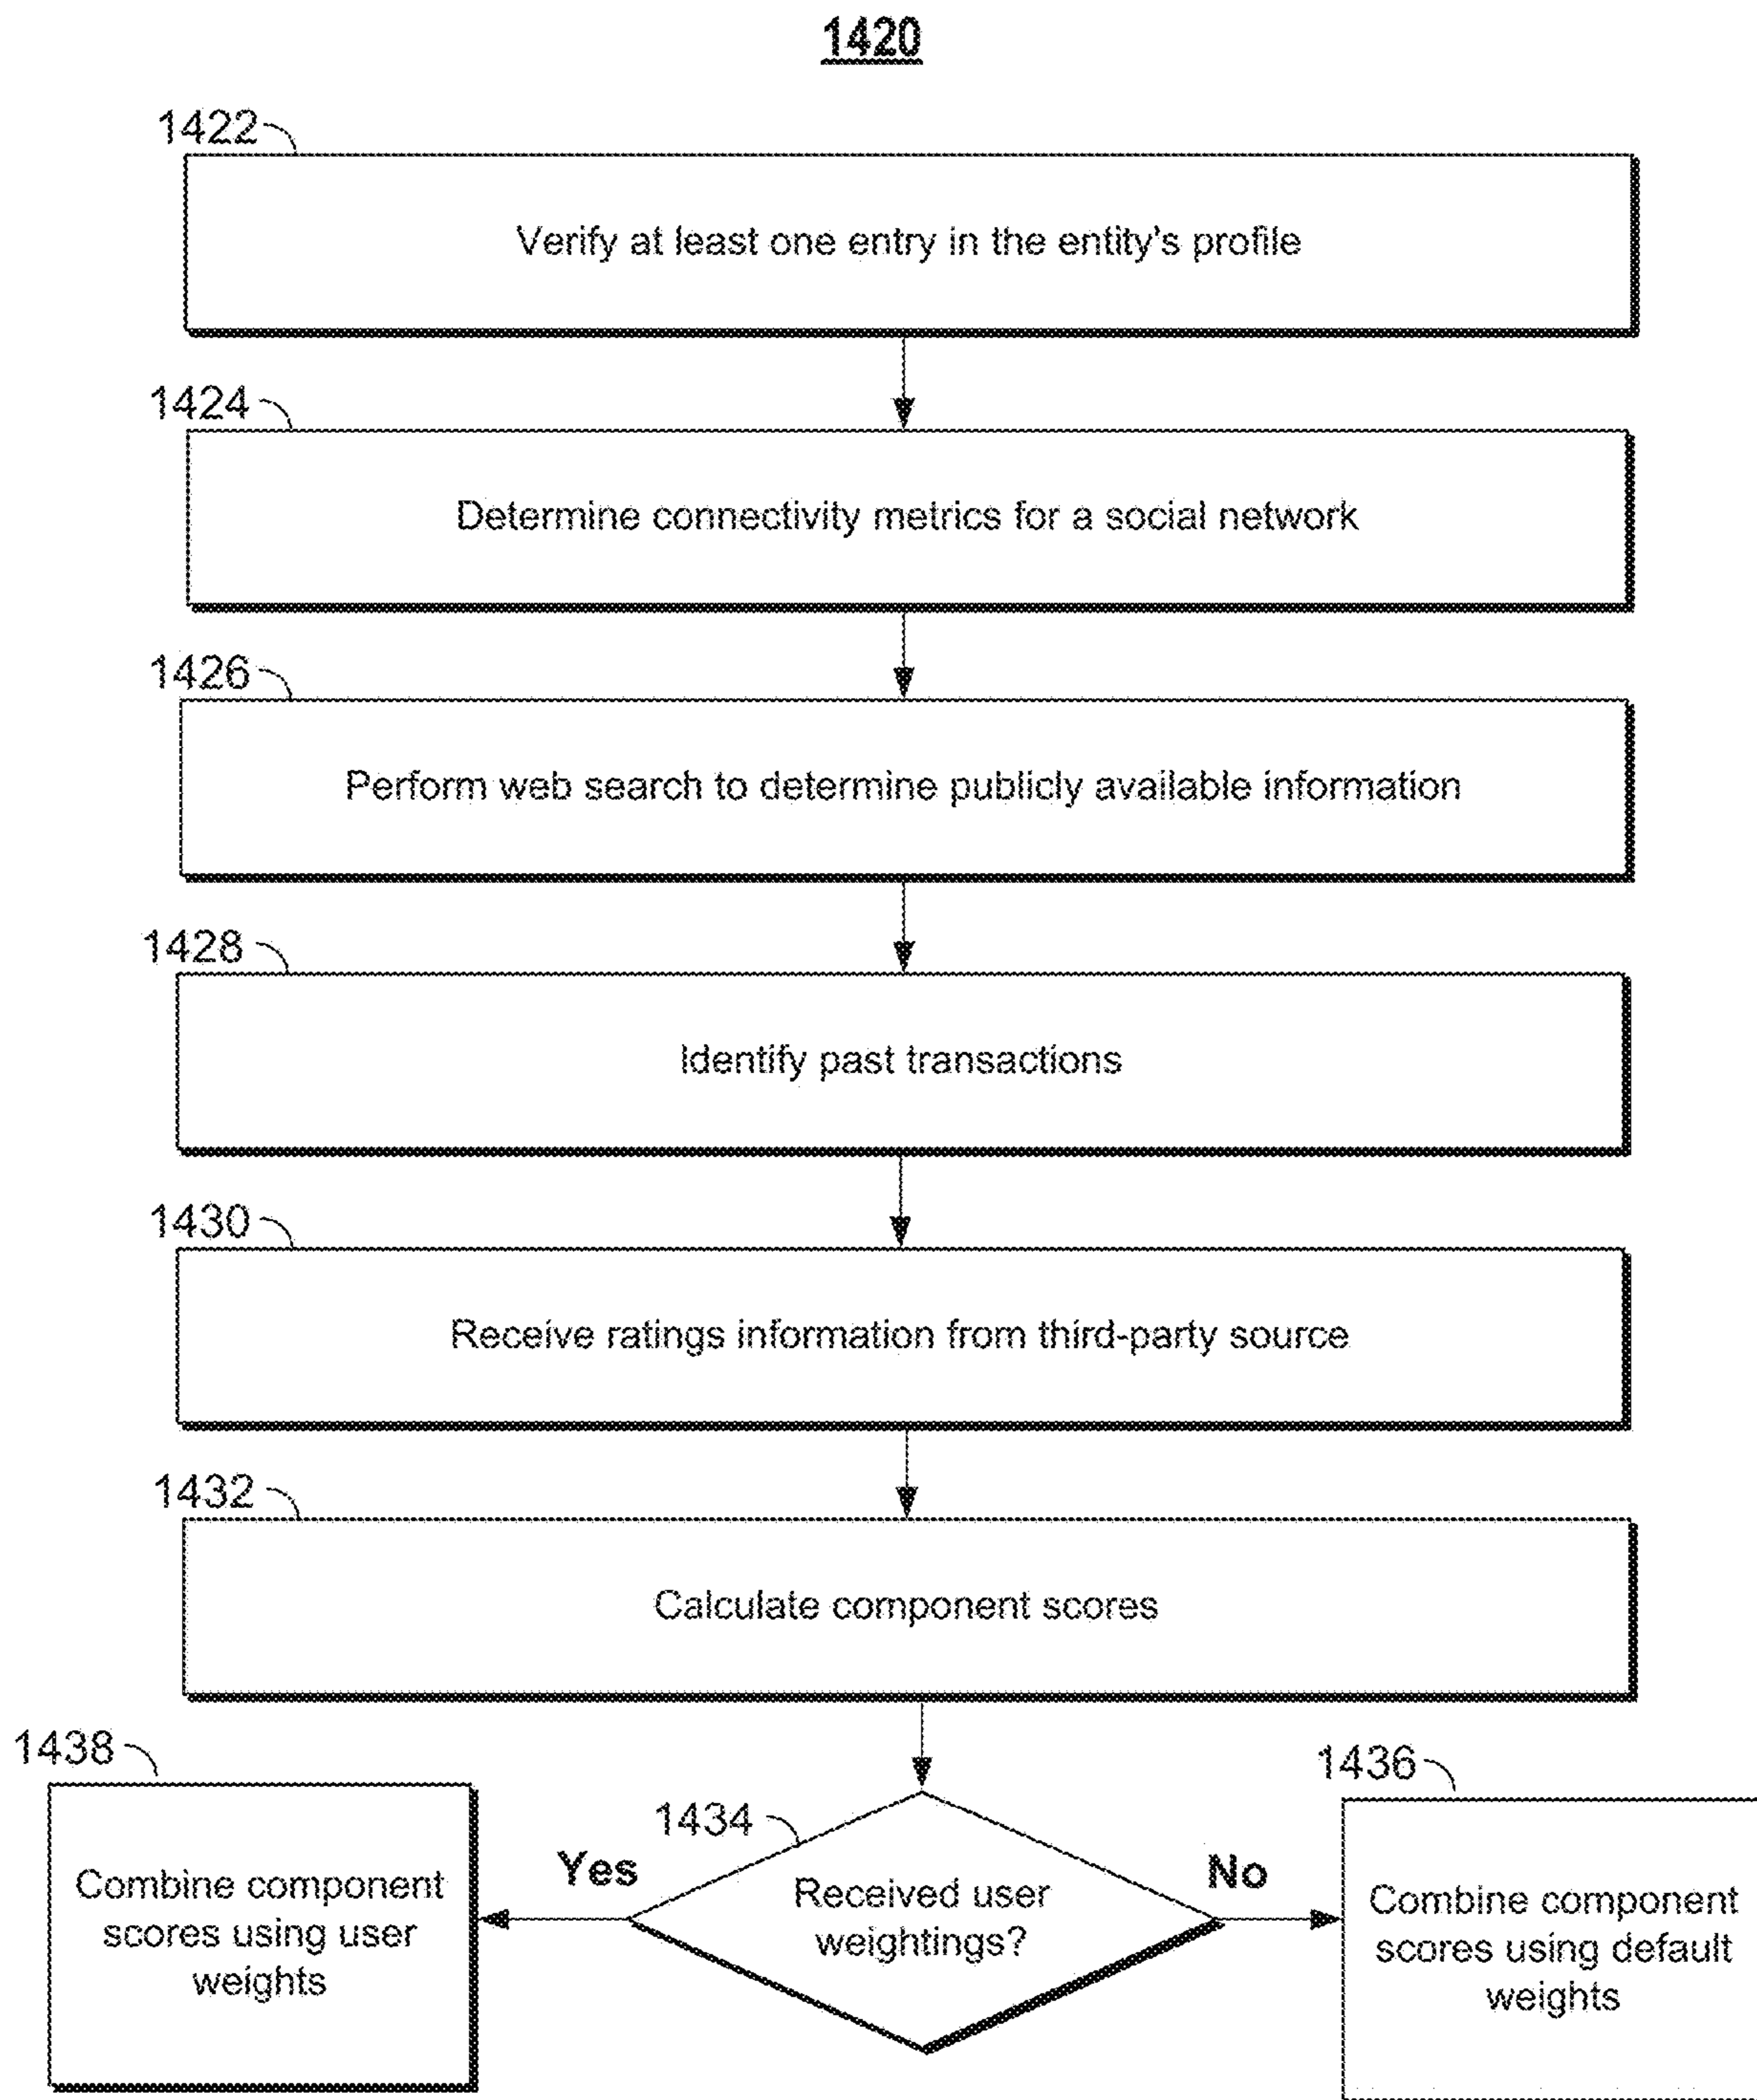 1420
1422
Verify at least one entry in the entity's profile
1424
Determine connectivity metrics for a social network
1426
Perform web search to determine publicly available information
1428
Identify past transactions
1430
Receive ratings information from third-party source
1432
Calculate component scores
1438
1436
1434
Yes
No
Combine component
scores using user
weights
Received user
weightings?
Combine component
scores using default
weights